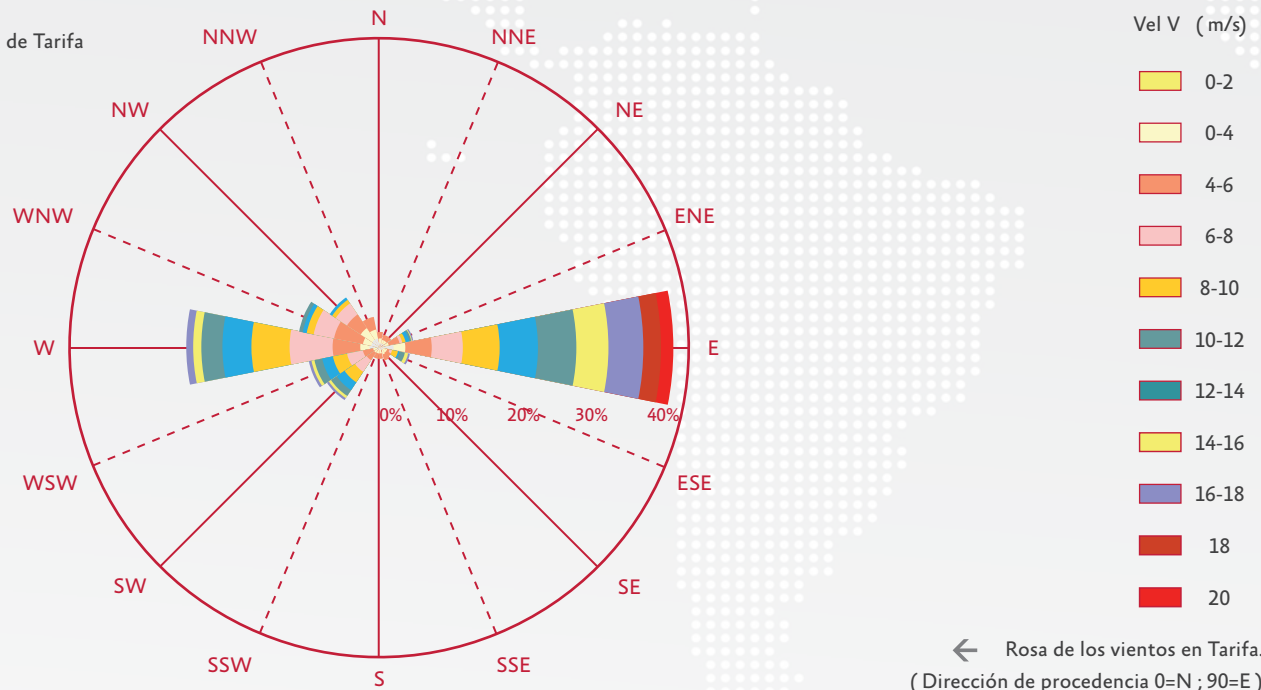 de Tarifa
N
NNE
NE
ENE
E
ESE
SE
SSE
S
SSW
SW
WSW
W
WNW
NW
NNW
0% 10% 20% 30% 40%
Vel V ( m/s)
0-2
0-4
4-6
6-8
8-10
10-12
12-14
14-16
16-18
18
20
← Rosa de los vientos en Tarifa.
( Dirección de procedencia 0=N ; 90=E )